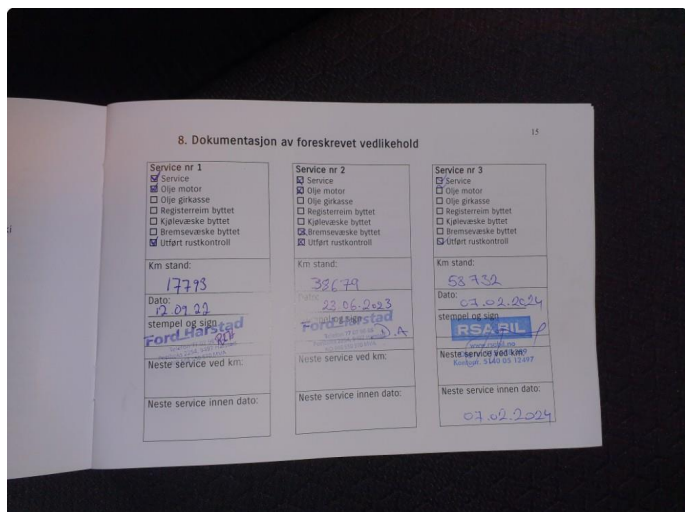 15
8. Dokumentasjon av foreskrevet vedlikehold
Service nr 1
Service
Olje motor
Olje girkasse
Registerreim byttet
Kjølevæske byttet
Bremsevæske byttet
Utført rustkontroll
Km stand:
17793
Dato:
12 09 22
stempel og sign
Ford Harstad
Neste service ved km:
Neste service innen dato:
Service nr 2
Service
Olje motor
Olje girkasse
Registerreim byttet
Kjølevæske byttet
Bremsevæske byttet
Utført rustkontroll
Km stand:
38679
Dato:
23.06.2023
stempel og sign
Ford Harstad
D.A
Neste service ved km:
Neste service innen dato:
Service nr 3
Service
Olje motor
Olje girkasse
Registerreim byttet
Kjølevæske byttet
Bremsevæske byttet
Utført rustkontroll
Km stand:
58732
Dato:
07.02.2024
stempel og sign
RSA BIL
Neste service ved km:
Neste service innen dato:
07.02.2024